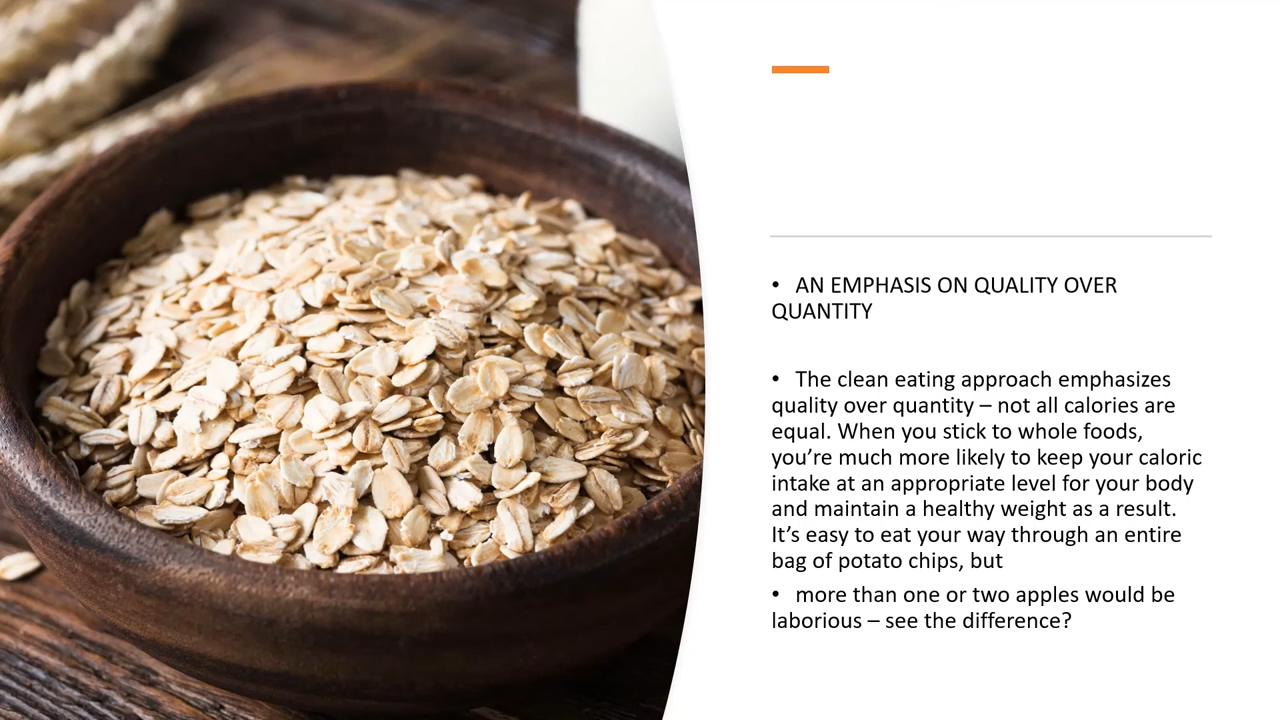 • AN EMPHASIS ON QUALITY OVER
QUANTITY
• The clean eating approach emphasizes
quality over quantity – not all calories are
equal. When you stick to whole foods,
you’re much more likely to keep your caloric
intake at an appropriate level for your body
and maintain a healthy weight as a result.
It’s easy to eat your way through an entire
bag of potato chips, but
• more than one or two apples would be
laborious – see the difference?